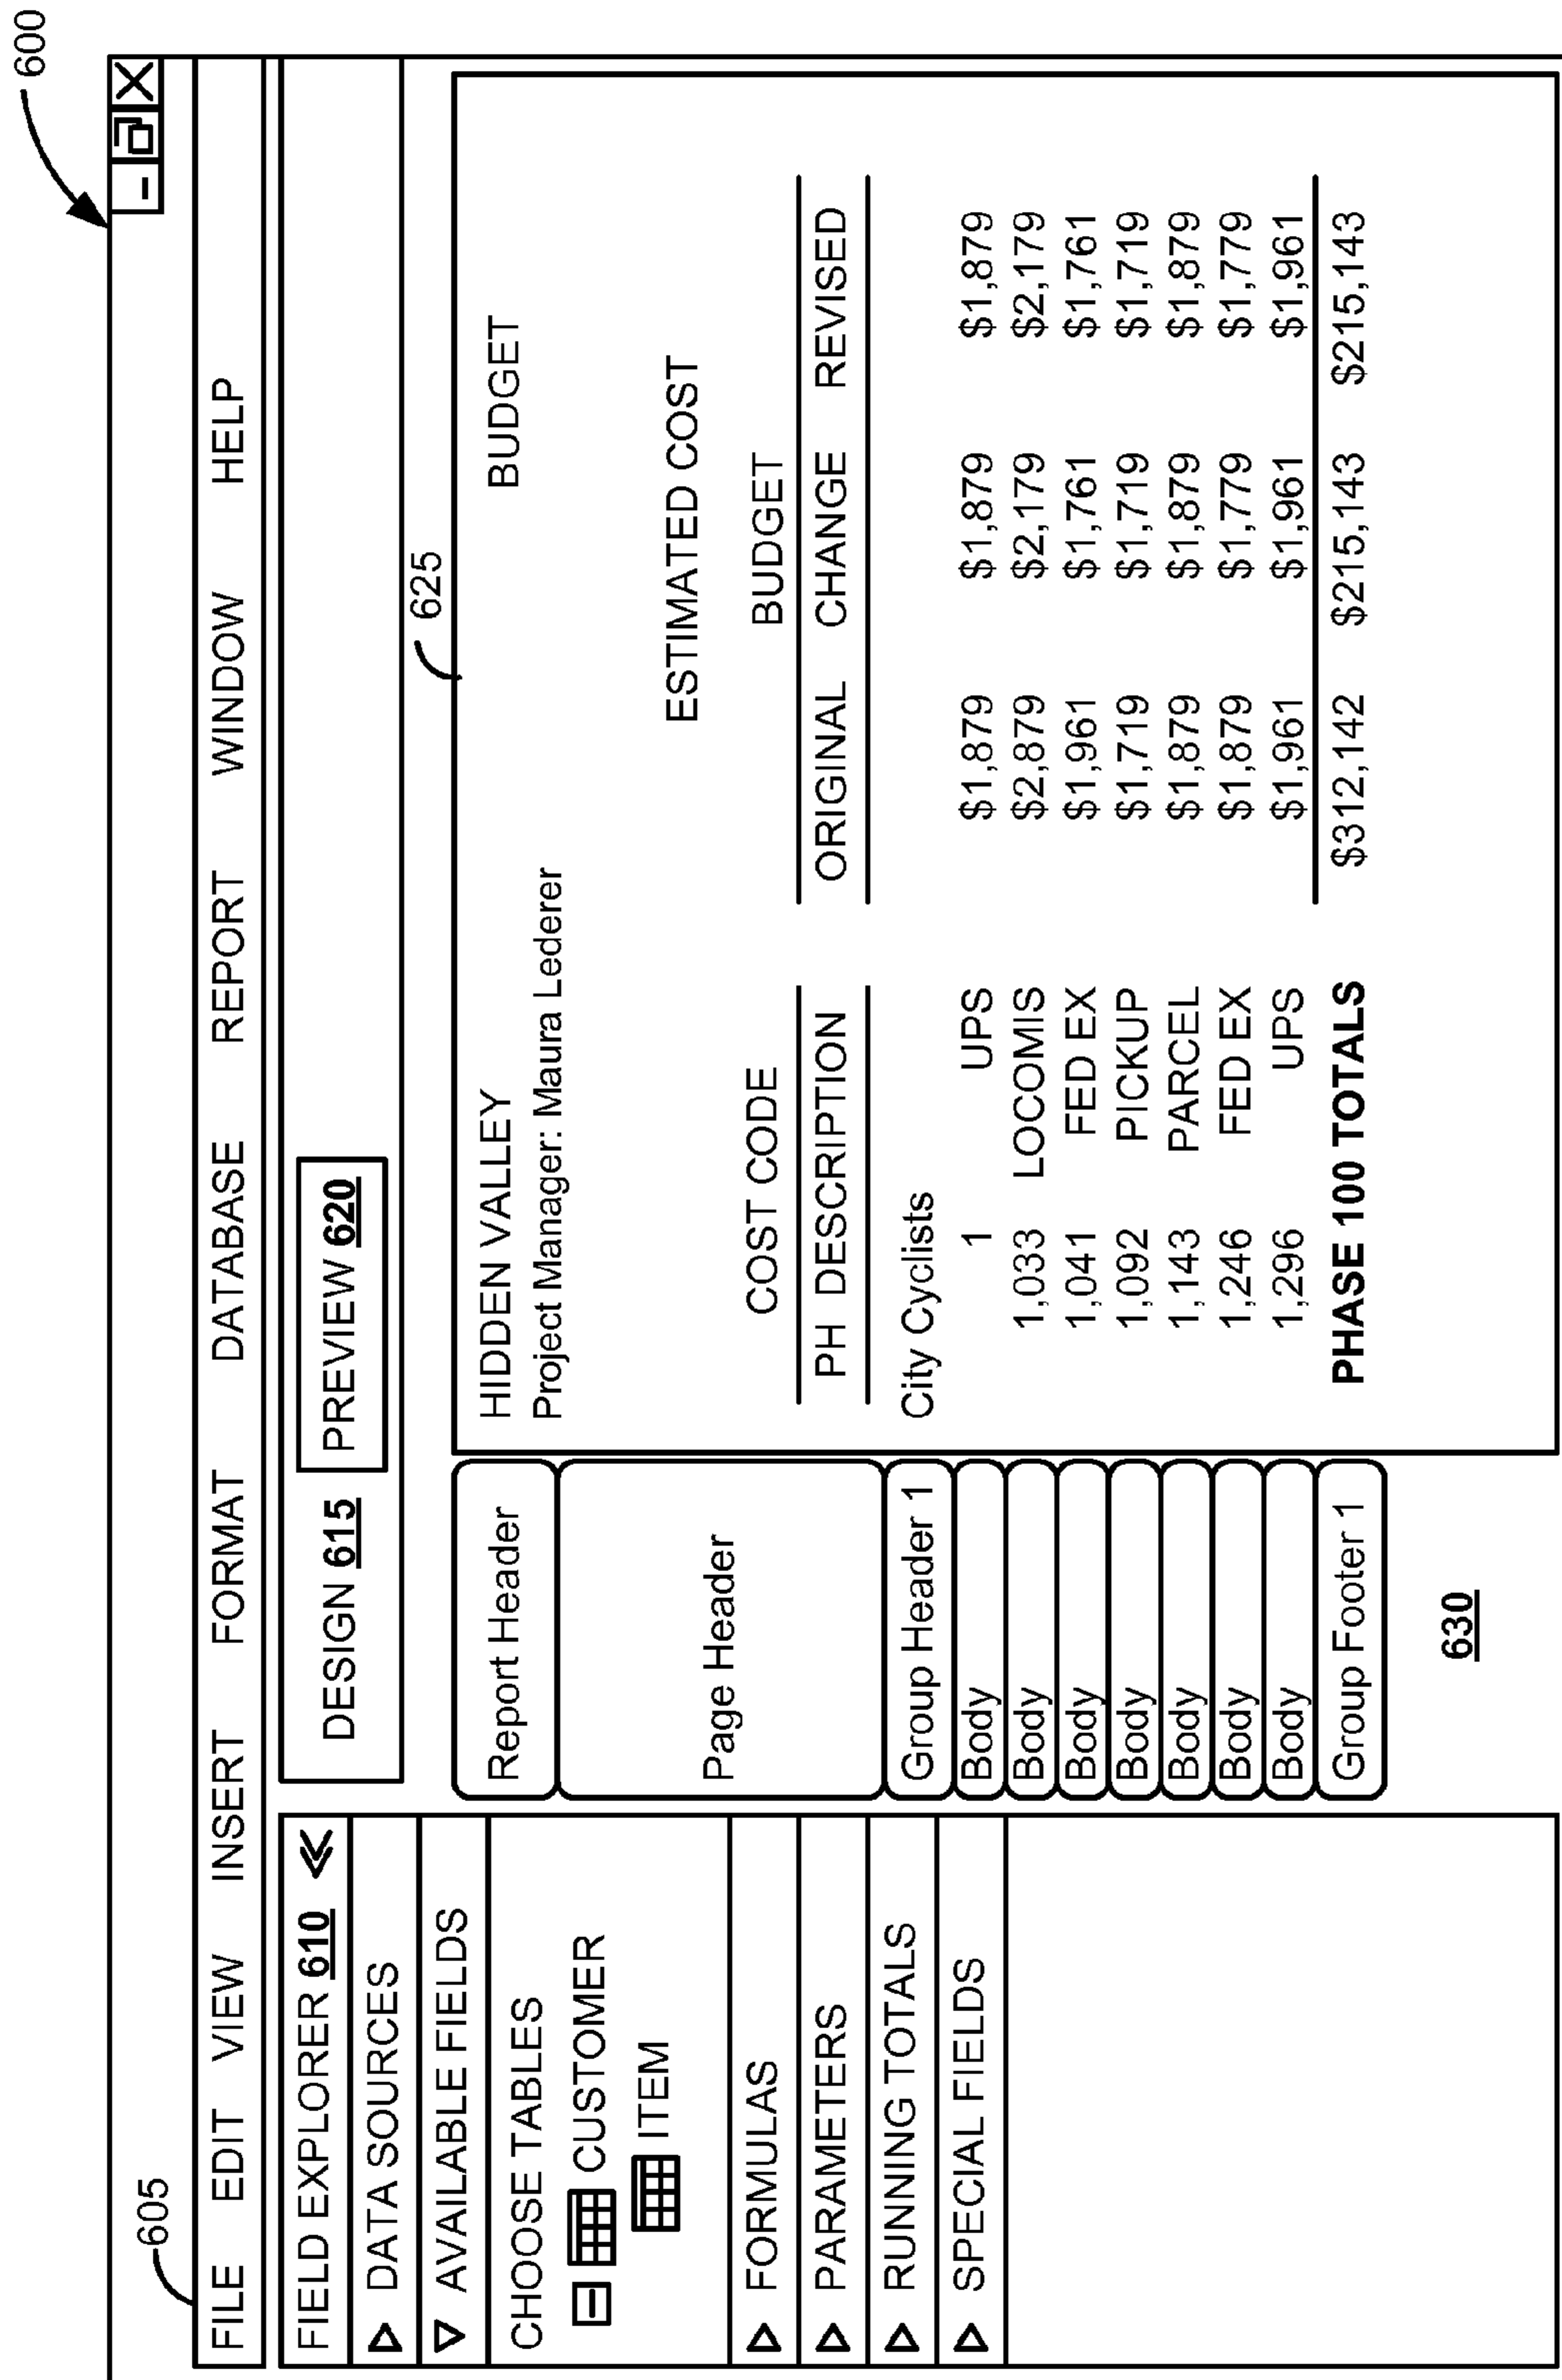 600
605
FILE EDIT VIEW INSERT FORMAT DATABASE REPORT WINDOW HELP
FIELD EXPLORER 610
DATA SOURCES
AVAILABLE FIELDS
CHOOSE TABLES
CUSTOMER
ITEM
FORMULAS
PARAMETERS
RUNNING TOTALS
SPECIAL FIELDS
DESIGN 615 PREVIEW 620
625
Report Header
Page Header
Group Header 1
Body
Body
Body
Body
Body
Body
Body
Group Footer 1
630
HIDDEN VALLEY BUDGET
Project Manager: Maura Lederer
ESTIMATED COST
COST CODE BUDGET
PH DESCRIPTION ORIGINAL CHANGE REVISED
City Cyclists
1 UPS $1,879 $1,879 $1,879
1,033 LOCOMIS $2,879 $2,179 $2,179
1,041 FED EX $1,961 $1,761 $1,761
1,092 PICKUP $1,719 $1,719 $1,719
1,143 PARCEL $1,879 $1,879 $1,879
1,246 FED EX $1,879 $1,779 $1,779
1,296 UPS $1,961 $1,961 $1,961
PHASE 100 TOTALS $312,142 $215,143 $215,143